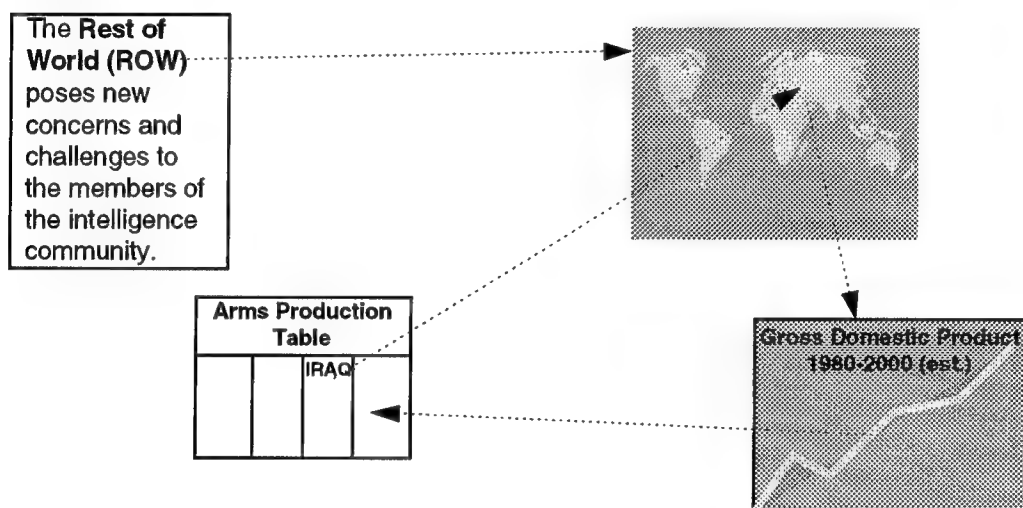 The Rest of
World (ROW)
poses new
concerns and
challenges to
the members of
the intelligence
community.
Arms Production
Table
IRAQ
Gross Domestic Product
1980-2000 (est.)